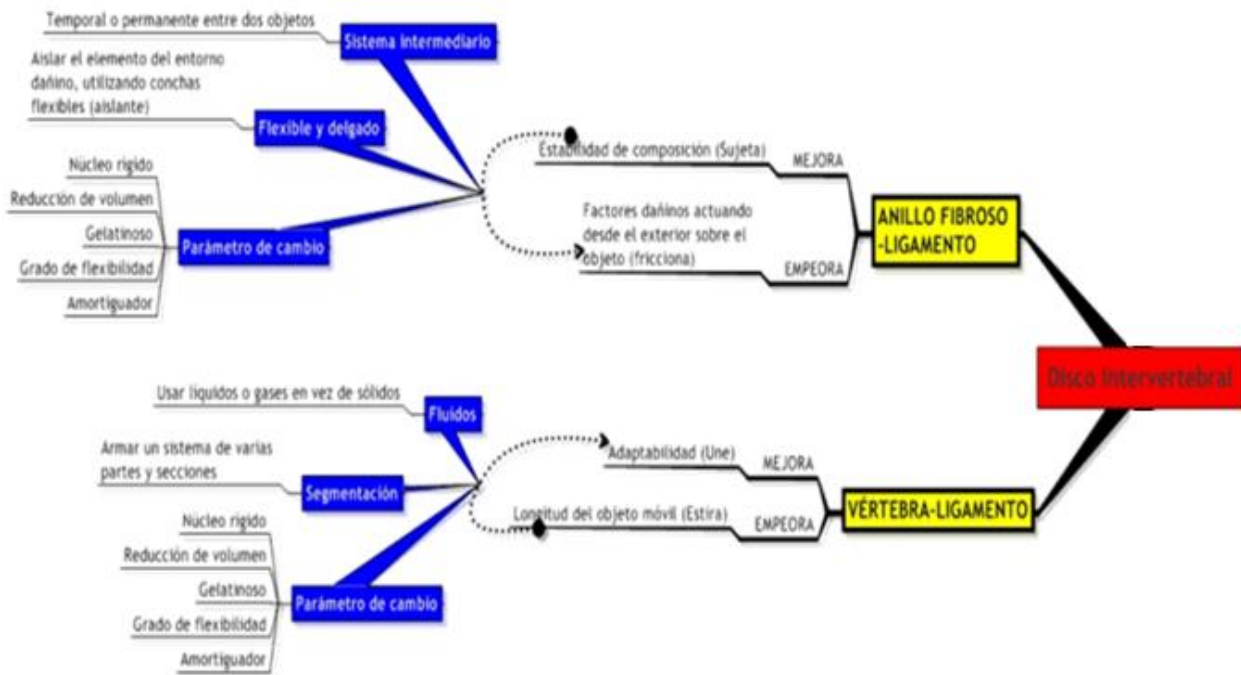 Temporal o permanente entre dos objetos
Sistema intermediario
Aislar el elemento del entorno
dañino, utilizando conchas
flexibles (aislante)
Flexible y delgado
Núcleo rígido
Reducción de volumen
Gelatinoso
Grado de flexibilidad
Amortiguador
Parámetro de cambio
Estabilidad de composición (Sujeta)
MEJORA
Factores dañinos actuando
desde el exterior sobre el
objeto (fricciona)
EMPEORA
ANILLO FIBROSO
-LIGAMENTO
Disco intervertebral
Usar líquidos o gases en vez de sólidos
Fluidos
Armar un sistema de varias
partes y secciones
Segmentación
Núcleo rígido
Reducción de volumen
Gelatinoso
Grado de flexibilidad
Amortiguador
Parámetro de cambio
Adaptabilidad (Une)
MEJORA
Longitud del objeto móvil (Estira)
EMPEORA
VÉRTEBRA-LIGAMENTO